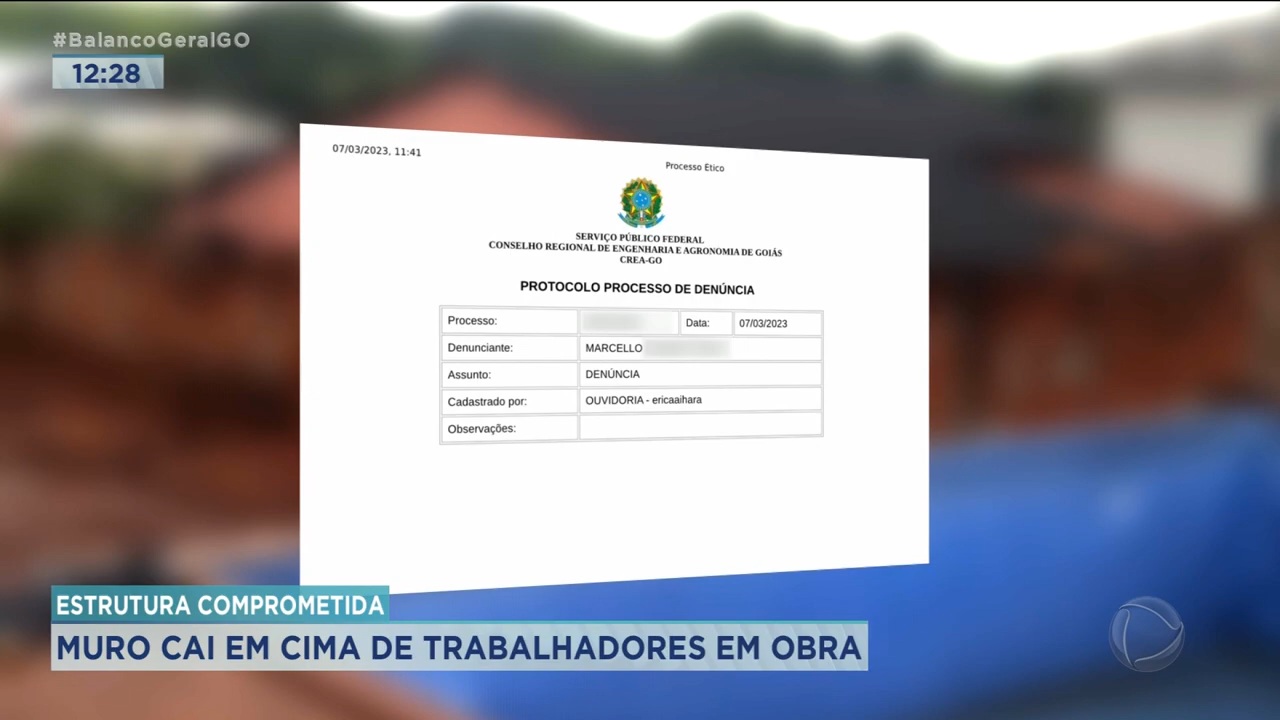 #BalancoGeralGO
12:28
07/03/2023, 11:41
Processo Etico
SERVIÇO PÚBLICO FEDERAL
CONSELHO REGIONAL DE ENGENHARIA E AGRONOMIA DE GOIÁS
CREA-GO
PROTOCOLO PROCESSO DE DENÚNCIA
Processo: Data: 07/03/2023
Denunciante: MARCELLO
Assunto: DENÚNCIA
Cadastrado por: OUVIDORIA - ericaaihara
Observações:
ESTRUTURA COMPROMETIDA
MURO CAI EM CIMA DE TRABALHADORES EM OBRA